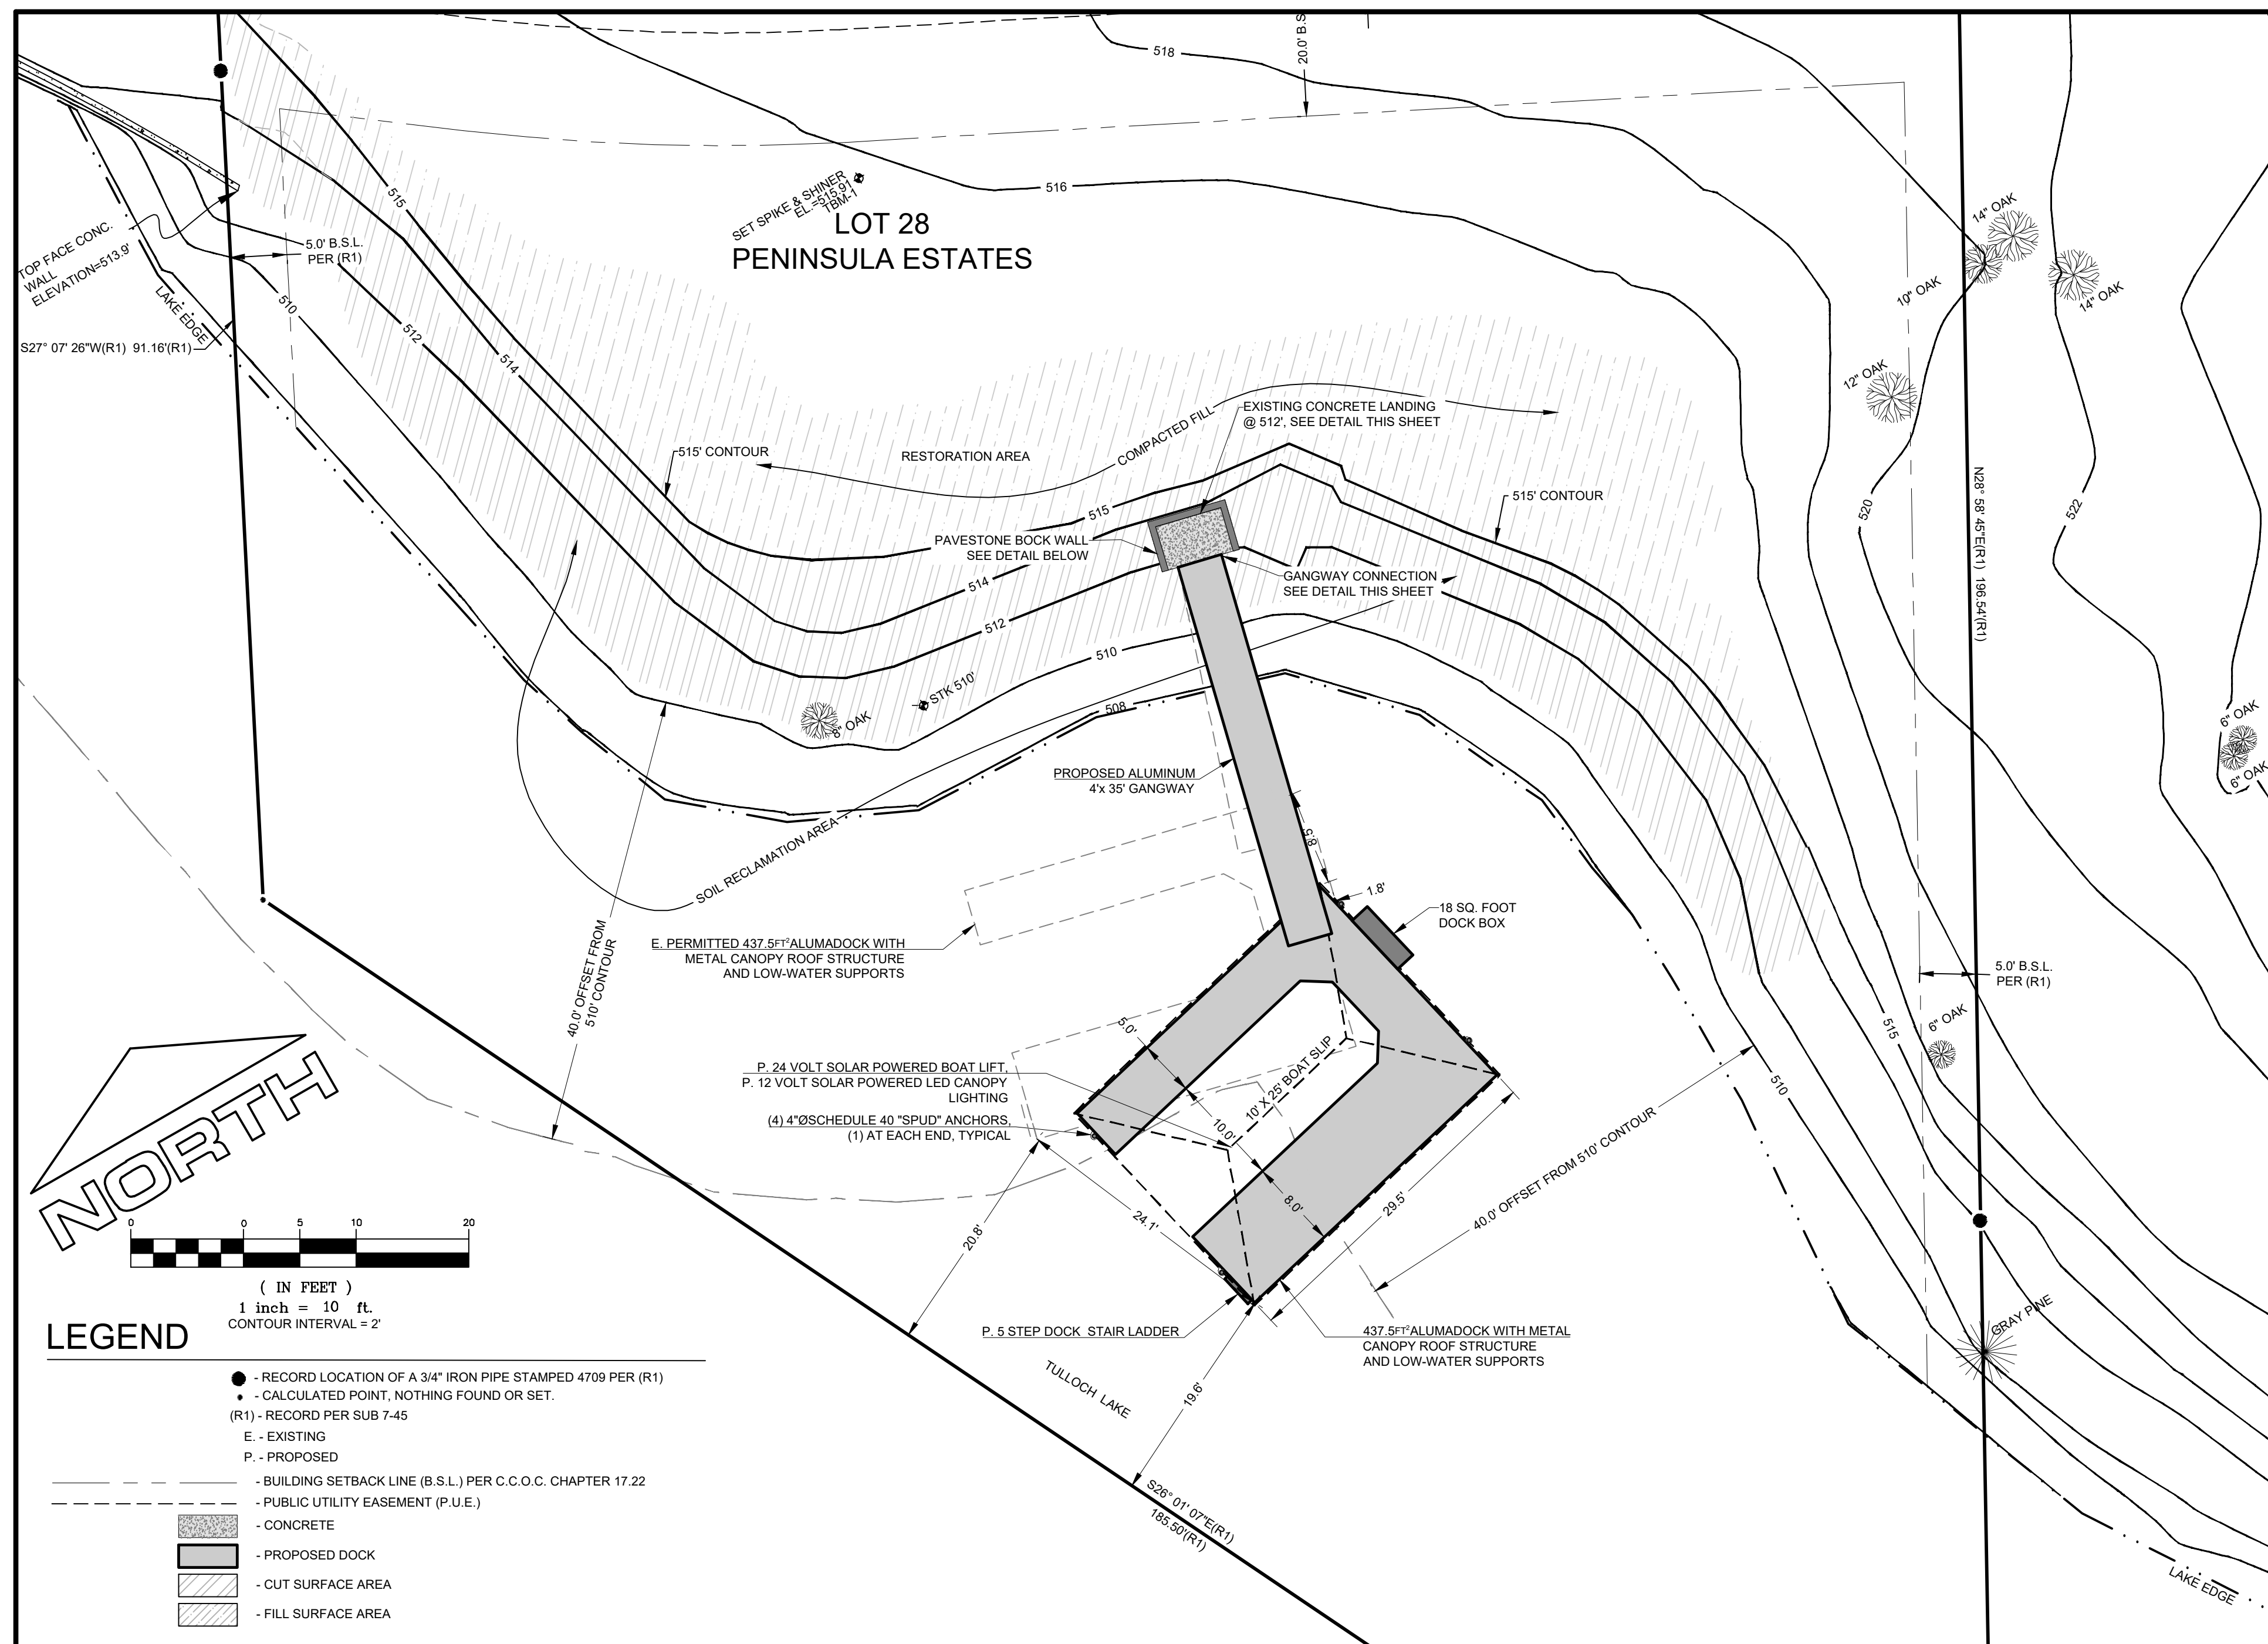 518
20.0' B.S
516
SET SPIKE & SHINER
EL.=515.91
TBM-1
LOT 28
PENINSULA ESTATES
14" OAK
10" OAK
14" OAK
12" OAK
515
5.0' B.S.L.
PER (R1)
TOP FACE CONC.
WALL
ELEVATION=513.9'
LAKE EDGE
510
512
514
S27° 07' 26"W(R1) 91.16'(R1)
515' CONTOUR
RESTORATION AREA
COMPACTED FILL
EXISTING CONCRETE LANDING
@ 512', SEE DETAIL THIS SHEET
515' CONTOUR
515
PAVESTONE BOCK WALL
SEE DETAIL BELOW
514
GANGWAY CONNECTION
SEE DETAIL THIS SHEET
512
510
508
520
522
N28° 58' 45"E(R1) 196.54'(R1)
STK 510'
8" OAK
6" OAK
6" OAK
PROPOSED ALUMINUM
4'x 35' GANGWAY
8.5'
1.8'
18 SQ. FOOT
DOCK BOX
SOIL RECLAMATION AREA
E. PERMITTED 437.5FT²ALUMADOCK WITH
METAL CANOPY ROOF STRUCTURE
AND LOW-WATER SUPPORTS
40.0' OFFSET FROM
510' CONTOUR
5.0' B.S.L.
PER (R1)
515
6" OAK
510
5.0'
P. 24 VOLT SOLAR POWERED BOAT LIFT,
P. 12 VOLT SOLAR POWERED LED CANOPY
LIGHTING
(4) 4"ØSCHEDULE 40 "SPUD" ANCHORS,
(1) AT EACH END, TYPICAL
10' X 25' BOAT SLIP
10.0'
8.0'
29.5'
24.1'
20.8'
40.0' OFFSET FROM 510' CONTOUR
NORTH
0 0 5 10 20
( IN FEET )
1 inch = 10 ft.
CONTOUR INTERVAL = 2'
P. 5 STEP DOCK STAIR LADDER
437.5FT²ALUMADOCK WITH METAL
CANOPY ROOF STRUCTURE
AND LOW-WATER SUPPORTS
GRAY PINE
TULLOCH LAKE
19.6'
S26° 01' 07"E(R1)
185.50'(R1)
LAKE EDGE
LEGEND
- RECORD LOCATION OF A 3/4" IRON PIPE STAMPED 4709 PER (R1)
- CALCULATED POINT, NOTHING FOUND OR SET.
(R1) - RECORD PER SUB 7-45
E. - EXISTING
P. - PROPOSED
- BUILDING SETBACK LINE (B.S.L.) PER C.C.O.C. CHAPTER 17.22
- PUBLIC UTILITY EASEMENT (P.U.E.)
- CONCRETE
- PROPOSED DOCK
- CUT SURFACE AREA
- FILL SURFACE AREA